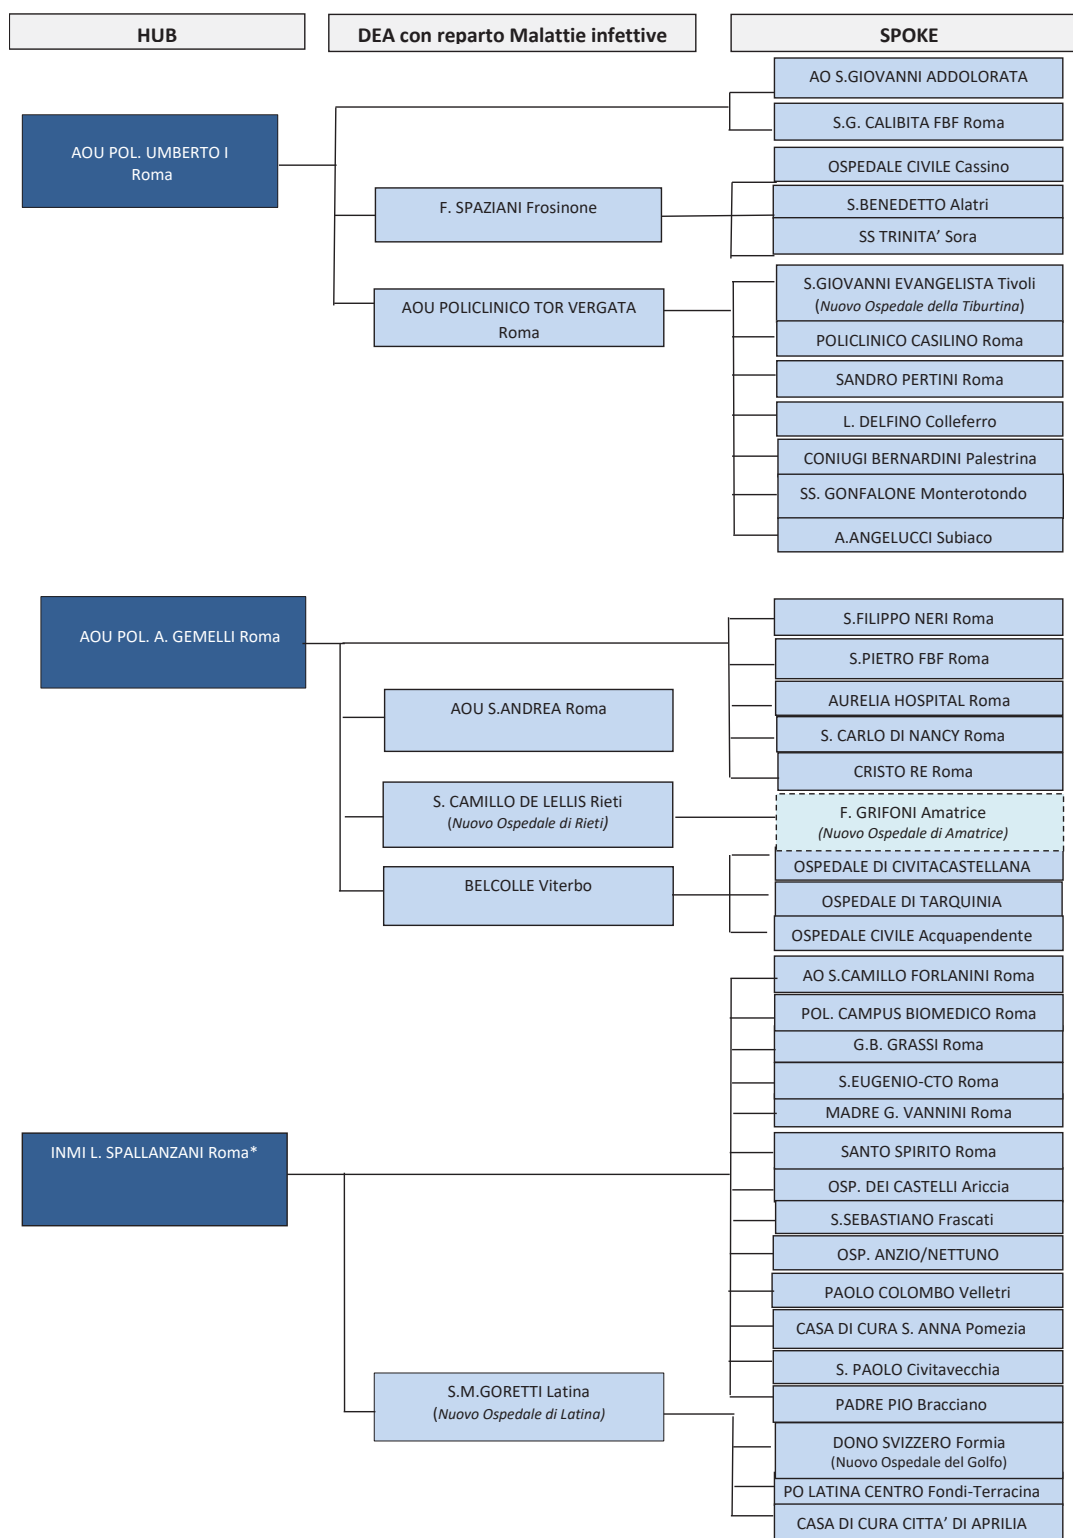 HUB
DEA con reparto Malattie infettive
SPOKE
AO S.GIOVANNI ADDOLORATA
S.G. CALIBITA FBF Roma
AOU POL. UMBERTO I
Roma
OSPEDALE CIVILE Cassino
F. SPAZIANI Frosinone
S.BENEDETTO Alatri
SS TRINITA’ Sora
AOU POLICLINICO TOR VERGATA
Roma
S.GIOVANNI EVANGELISTA Tivoli
(Nuovo Ospedale della Tiburtina)
POLICLINICO CASILINO Roma
SANDRO PERTINI Roma
L. DELFINO Colleferro
CONIUGI BERNARDINI Palestrina
SS. GONFALONE Monterotondo
A.ANGELUCCI Subiaco
AOU POL. A. GEMELLI Roma
S.FILIPPO NERI Roma
S.PIETRO FBF Roma
AOU S.ANDREA Roma
AURELIA HOSPITAL Roma
S. CARLO DI NANCY Roma
CRISTO RE Roma
S. CAMILLO DE LELLIS Rieti
(Nuovo Ospedale di Rieti)
F. GRIFONI Amatrice
(Nuovo Ospedale di Amatrice)
BELCOLLE Viterbo
OSPEDALE DI CIVITACASTELLANA
OSPEDALE DI TARQUINIA
OSPEDALE CIVILE Acquapendente
AO S.CAMILLO FORLANINI Roma
POL. CAMPUS BIOMEDICO Roma
G.B. GRASSI Roma
S.EUGENIO-CTO Roma
MADRE G. VANNINI Roma
INMI L. SPALLANZANI Roma*
SANTO SPIRITO Roma
OSP. DEI CASTELLI Ariccia
S.SEBASTIANO Frascati
OSP. ANZIO/NETTUNO
PAOLO COLOMBO Velletri
CASA DI CURA S. ANNA Pomezia
S. PAOLO Civitavecchia
S.M.GORETTI Latina
(Nuovo Ospedale di Latina)
PADRE PIO Bracciano
DONO SVIZZERO Formia
(Nuovo Ospedale del Golfo)
PO LATINA CENTRO Fondi-Terracina
CASA DI CURA CITTA’ DI APRILIA